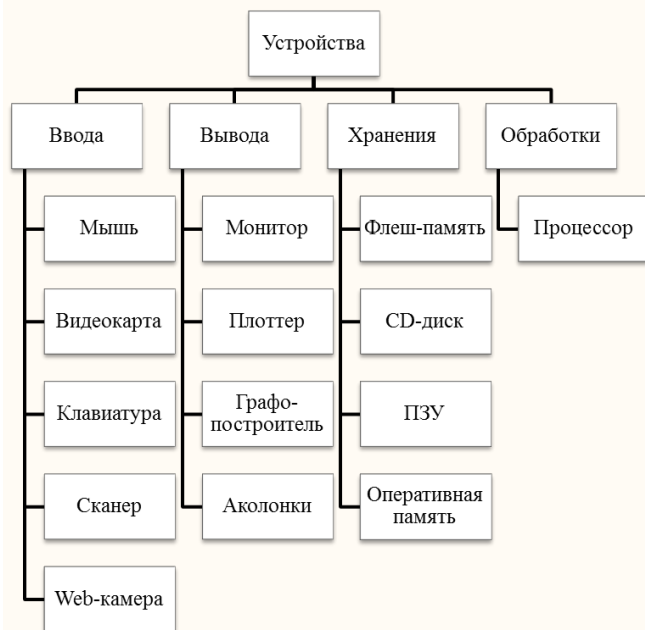 Устройства
Ввода
Вывода
Хранения
Обработки
Мышь
Монитор
Флеш-память
Процессор
Видеокарта
Плоттер
CD-диск
Клавиатура
Графо-
построитель
ПЗУ
Сканер
Аколонки
Оперативная
память
Web-камера